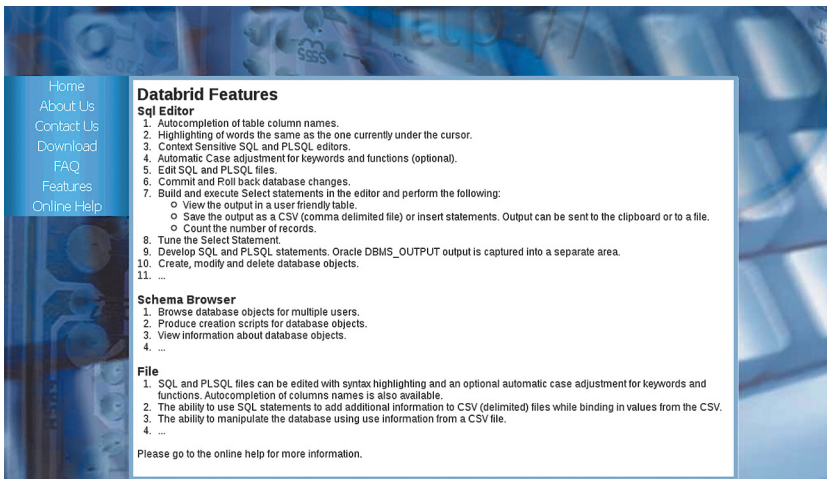 http://
Home
About Us
Contact Us
Download
FAQ
Features
Online Help
Databrid Features
Sql Editor
1. Autocompletion of table column names.
2. Highlighting of words the same as the one currently under the cursor.
3. Context Sensitive SQL and PLSQL editors.
4. Automatic Case adjustment for keywords and functions (optional).
5. Edit SQL and PLSQL files.
6. Commit and Roll back database changes.
7. Build and execute Select statements in the editor and perform the following:
View the output in a user friendly table.
Save the output as a CSV (comma delimited file) or insert statements. Output can be sent to the clipboard or to a file.
Count the number of records.
8. Tune the Select Statement.
9. Develop SQL and PLSQL statements. Oracle DBMS_OUTPUT output is captured into a separate area.
10. Create, modify and delete database objects.
11. ...
Schema Browser
1. Browse database objects for multiple users.
2. Produce creation scripts for database objects.
3. View information about database objects.
4. ...
File
1. SQL and PLSQL files can be edited with syntax highlighting and an optional automatic case adjustment for keywords and
functions. Autocompletion of columns names is also available.
2. The ability to use SQL statements to add additional information to CSV (delimited) files while binding in values from the CSV.
3. The ability to manipulate the database using use information from a CSV file.
4. ...
Please go to the online help for more information.